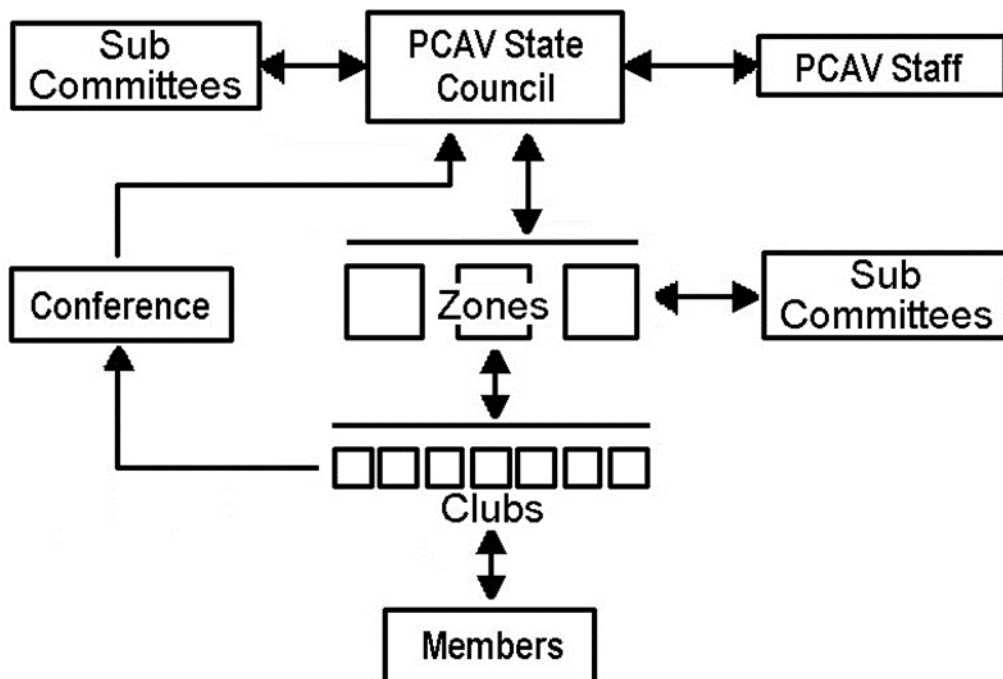 Sub
Committees
PCAV State
Council
PCAV Staff
Conference
Zones
Sub
Committees
Clubs
Members